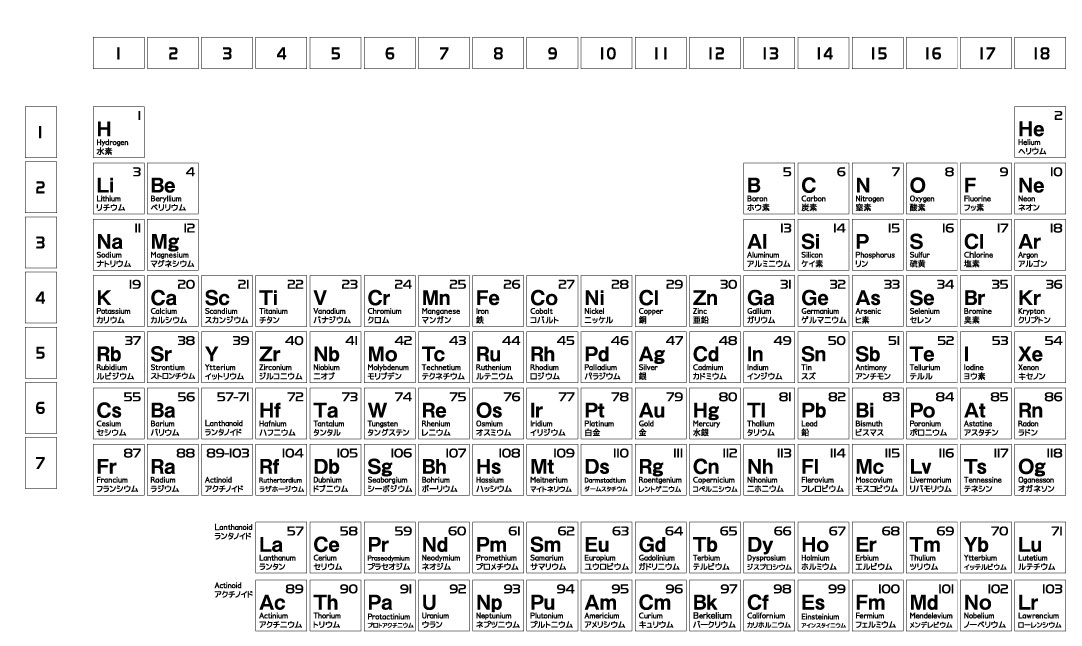 1 2 3 4 5 6 7 8 9 10 11 12 13 14 15 16 17 18
1 2
1 H He
Hydrogen Helium
水素 ヘリウム
3 4 5 6 7 8 9 10
2 Li Be B C N O F Ne
Lithium Beryllium Boron Carbon Nitrogen Oxygen Fluorine Neon
リチウム ベリリウム ホウ素 炭素 窒素 酸素 フッ素 ネオン
11 12 13 14 15 16 17 18
3 Na Mg Al Si P S Cl Ar
Sodium Magnesium Aluminum Silicon Phosphorus Sulfur Chlorine Argon
ナトリウム マグネシウム アルミニウム ケイ素 リン 硫黄 塩素 アルゴン
19 20 21 22 23 24 25 26 27 28 29 30 31 32 33 34 35 36
4 K Ca Sc Ti V Cr Mn Fe Co Ni Cl Zn Ga Ge As Se Br Kr
Potassium Calcium Scandium Titanium Vanadium Chromium Manganese Iron Cobalt Nickel Copper Zinc Gallium Germanium Arsenic Selenium Bromine Krypton
カリウム カルシウム スカンジウム チタン バナジウム クロム マンガン 鉄 コバルト ニッケル 銅 亜鉛 ガリウム ゲルマニウム ヒ素 セレン 臭素 クリプトン
37 38 39 40 41 42 43 44 45 46 47 48 49 50 51 52 53 54
5 Rb Sr Y Zr Nb Mo Tc Ru Rh Pd Ag Cd In Sn Sb Te I Xe
Rubidium Strontium Ytterium Zirconium Niobium Molybdenum Technetium Ruthenium Rhodium Palladium Silver Cadmium Indium Tin Antimony Tellurium Iodine Xenon
ルビジウム ストロンチウム イットリウム ジルコニウム ニオブ モリブデン テクネチウム ルテニウム ロジウム パラジウム 銀 カドミウム インジウム スズ アンチモン テルル ヨウ素 キセノン
55 56 57-71 72 73 74 75 76 77 78 79 80 81 82 83 84 85 86
6 Cs Ba Hf Ta W Re Os Ir Pt Au Hg Tl Pb Bi Po At Rn
Cesium Barium Lanthanoid Hafnium Tantalum Tungsten Rhenium Osmium Iridium Platinum Gold Mercury Thallium Lead Bismuth Poronium Astatine Radon
セシウム バリウム ランタノイド ハフニウム タンタル タングステン レニウム オスミウム イリジウム 白金 金 水銀 タリウム 鉛 ビスマス ポロニウム アスタチン ラドン
87 88 89-103 104 105 106 107 108 109 110 111 112 113 114 115 116 117 118
7 Fr Ra Rf Db Sg Bh Hs Mt Ds Rg Cn Nh Fl Mc Lv Ts Og
Francium Radium Actinoid Ruthertordium Dubnium Seaborgium Bohrium Hassium Meitnerium Darmstadtium Roentgenium Copernicium Nihonium Flerovium Moscovium Livermorium Tennessine Oganesson
フランシウム ラジウム アクチノイド ラザホージウム ドブニウム シーボギウム ボーリウム ハッシウム マイトネリウム ダームスタチウム レントゲニウム コペルニシウム ニホニウム フレロビウム モスコビウム リバモリウム テネシン オガネソン
Lanthanoid
ランタノイド
57 58 59 60 61 62 63 64 65 66 67 68 69 70 71
La Ce Pr Nd Pm Sm Eu Gd Tb Dy Ho Er Tm Yb Lu
Lanthanum Cerium Praseodymium Neodymium Promethium Samarium Europium Gadolinium Terbium Dysprosium Holmium Erbium Thulium Ytterbium Lutetium
ランタン セリウム プラセオジム ネオジム プロメチウム サマリウム ユウロピウム ガドリニウム テルビウム ジスプロシウム ホルミウム エルビウム ツリウム イッテルビウム ルテチウム
Actinoid
アクチノイド
89 90 91 92 93 94 95 96 97 98 99 100 101 102 103
Ac Th Pa U Np Pu Am Cm Bk Cf Es Fm Md No Lr
Actinium Thorium Protactinium Uranium Neptunium Plutonium Americium Curium Berkelium Californium Einsteinium Fermium Mendelevium Nobelium Lawrencium
アクチニウム トリウム プロトアクチニウム ウラン ネプツニウム プルトニウム アメリシウム キュリウム バークリウム カリホルニウム アインスタイニウム フェルミウム メンデレビウム ノーベリウム ローレンシウム